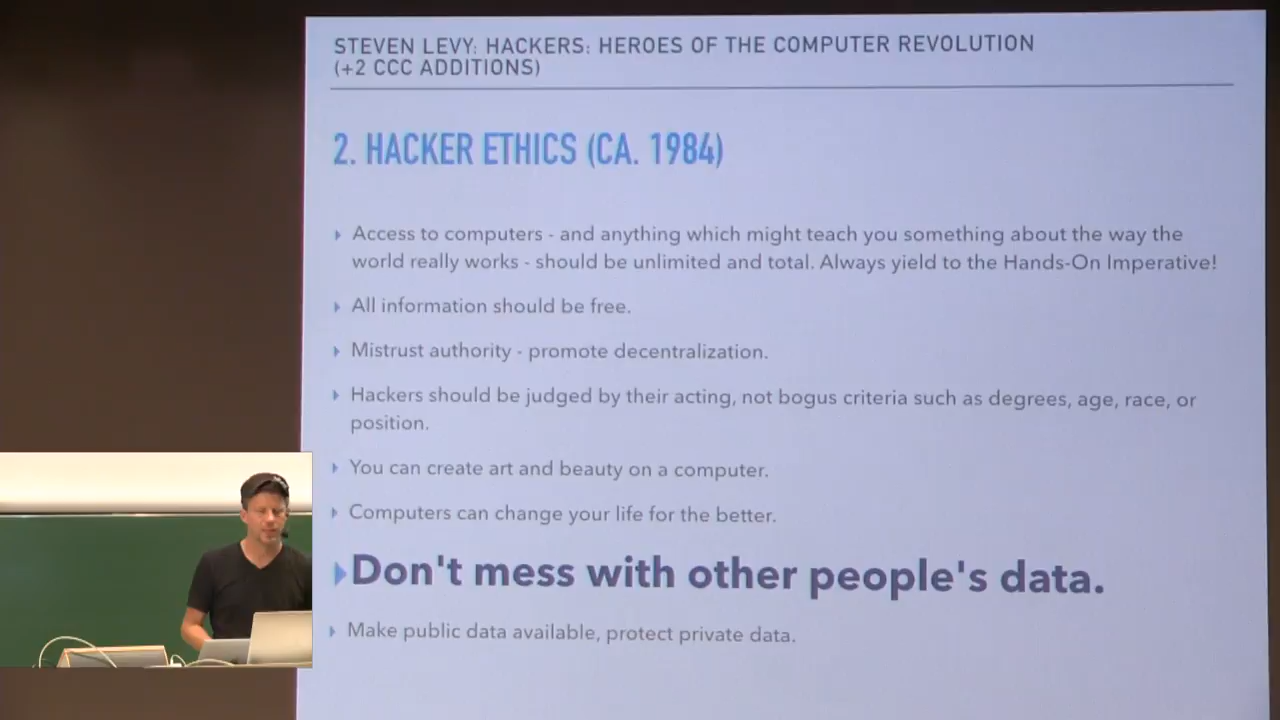 STEVEN LEVY: HACKERS: HEROES OF THE COMPUTER REVOLUTION
(+2 CCC ADDITIONS)
2. HACKER ETHICS (CA. 1984)
Access to computers - and anything which might teach you something about the way the
world really works - should be unlimited and total. Always yield to the Hands-On Imperative!
All information should be free.
Mistrust authority - promote decentralization.
Hackers should be judged by their acting, not bogus criteria such as degrees, age, race, or
position.
You can create art and beauty on a computer.
Computers can change your life for the better.
Don't mess with other people's data.
Make public data available, protect private data.